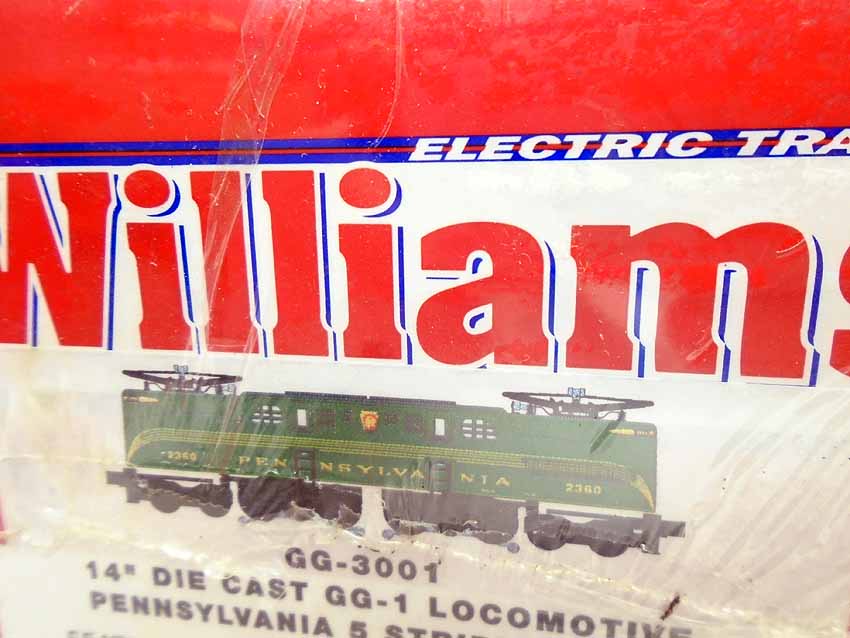 ELECTRIC TRA
Williams
2360 PENNSYLVANIA 2360
GG-3001
14" DIE CAST GG-1 LOCOMOTIVE
PENNSYLVANIA 5 STRIPE